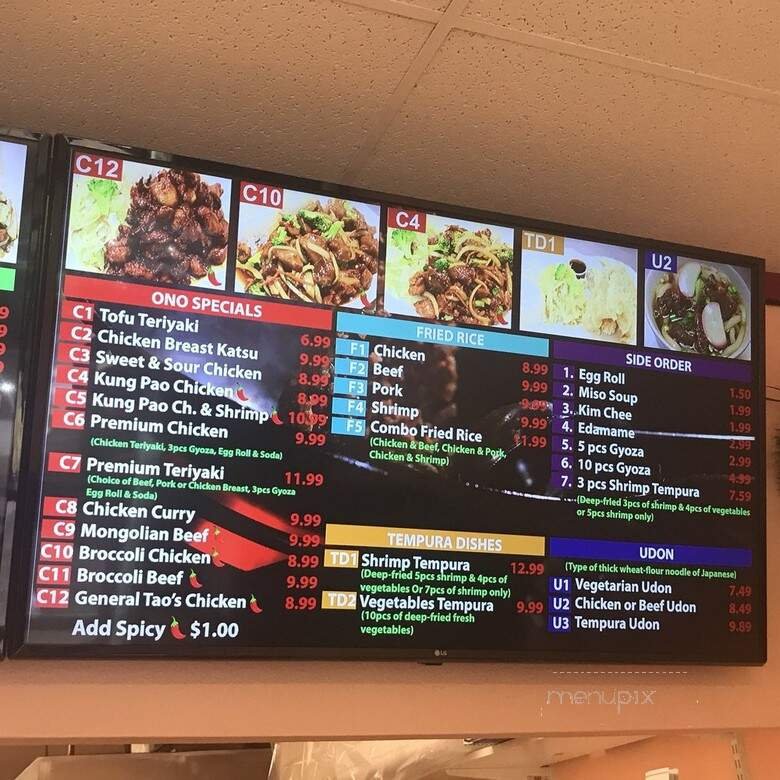 C12
C10
C4
TD1
U2
ONO SPECIALS
C1 Tofu Teriyaki 6.99
C2 Chicken Breast Katsu 9.99
C3 Sweet & Sour Chicken 8.99
C4 Kung Pao Chicken 8.99
C5 Kung Pao Ch. & Shrimp 10.99
C6 Premium Chicken 9.99
(Chicken Teriyaki, 3pcs Gyoza, Egg Roll & Soda)
C7 Premium Teriyaki 11.99
(Choice of Beef, Pork or Chicken Breast, 3pcs Gyoza
Egg Roll & Soda)
C8 Chicken Curry 9.99
C9 Mongolian Beef 9.99
C10 Broccoli Chicken 8.99
C11 Broccoli Beef 9.99
C12 General Tao's Chicken 8.99
Add Spicy $1.00
FRIED RICE
F1 Chicken 8.99
F2 Beef 9.99
F3 Pork
F4 Shrimp 9.99
F5 Combo Fried Rice 11.99
(Chicken & Beef, Chicken & Pork,
Chicken & Shrimp)
TEMPURA DISHES
TD1 Shrimp Tempura 12.99
(Deep-fried 5pcs shrimp & 4pcs of
vegetables Or 7pcs of shrimp only)
TD2 Vegetables Tempura 9.99
(10pcs of deep-fried fresh
vegetables)
SIDE ORDER
1. Egg Roll 1.50
2. Miso Soup 1.99
3. Kim Chee 1.99
4. Edamame 2.99
5. 5 pcs Gyoza 2.99
6. 10 pcs Gyoza 4.99
7. 3 pcs Shrimp Tempura 7.59
(Deep-fried 3pcs of shrimp & 4pcs of vegetables
or 5pcs shrimp only)
UDON
(Type of thick wheat-flour noodle of Japanese)
U1 Vegetarian Udon 7.49
U2 Chicken or Beef Udon 8.49
U3 Tempura Udon 9.89
LG
menupix